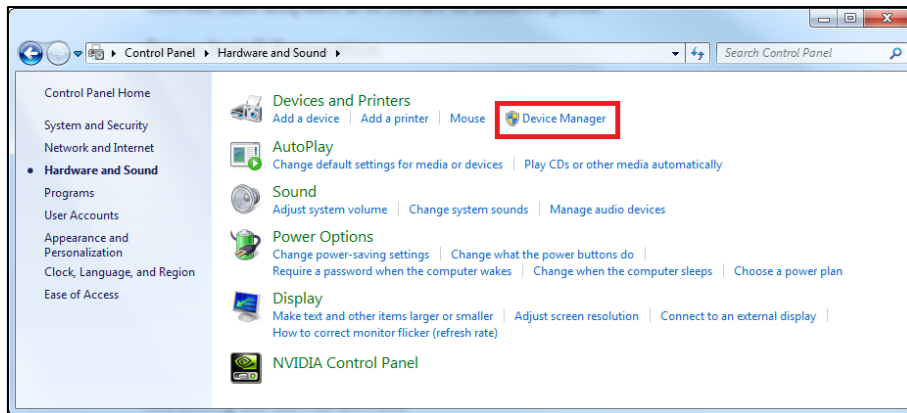 Control Panel ▸ Hardware and Sound ▸
Search Control Panel
Control Panel Home
System and Security
Network and Internet
Hardware and Sound
Programs
User Accounts
Appearance and
Personalization
Clock, Language, and Region
Ease of Access
Devices and Printers
Add a device | Add a printer | Mouse | Device Manager
AutoPlay
Change default settings for media or devices | Play CDs or other media automatically
Sound
Adjust system volume | Change system sounds | Manage audio devices
Power Options
Change power-saving settings | Change what the power buttons do |
Require a password when the computer wakes | Change when the computer sleeps | Choose a power plan
Display
Make text and other items larger or smaller | Adjust screen resolution | Connect to an external display |
How to correct monitor flicker (refresh rate)
NVIDIA Control Panel